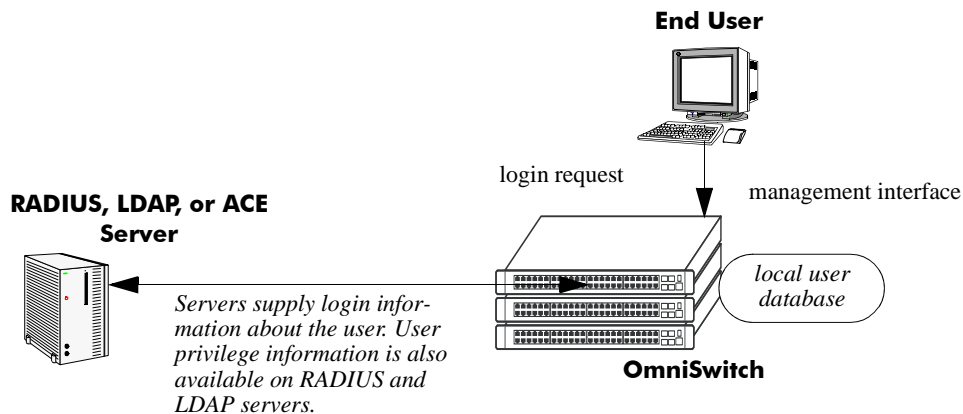 End User
login request
management interface
RADIUS, LDAP, or ACE
Server
local user
database
Servers supply login infor-
mation about the user. User
privilege information is also
available on RADIUS and
LDAP servers.
OmniSwitch